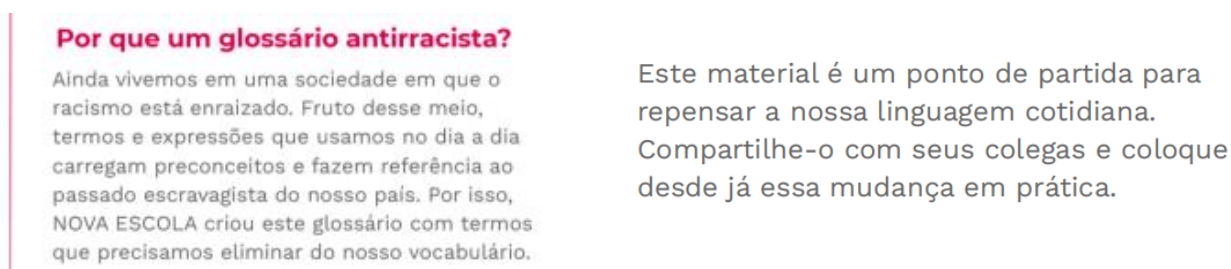 Por que um glossário antirracista?
Ainda vivemos em uma sociedade em que o
racismo está enraizado. Fruto desse meio,
termos e expressões que usamos no dia a dia
carregam preconceitos e fazem referência ao
passado escravagista do nosso país. Por isso,
NOVA ESCOLA criou este glossário com termos
que precisamos eliminar do nosso vocabulário.
Este material é um ponto de partida para
repensar a nossa linguagem cotidiana.
Compartilhe-o com seus colegas e coloque
desde já essa mudança em prática.